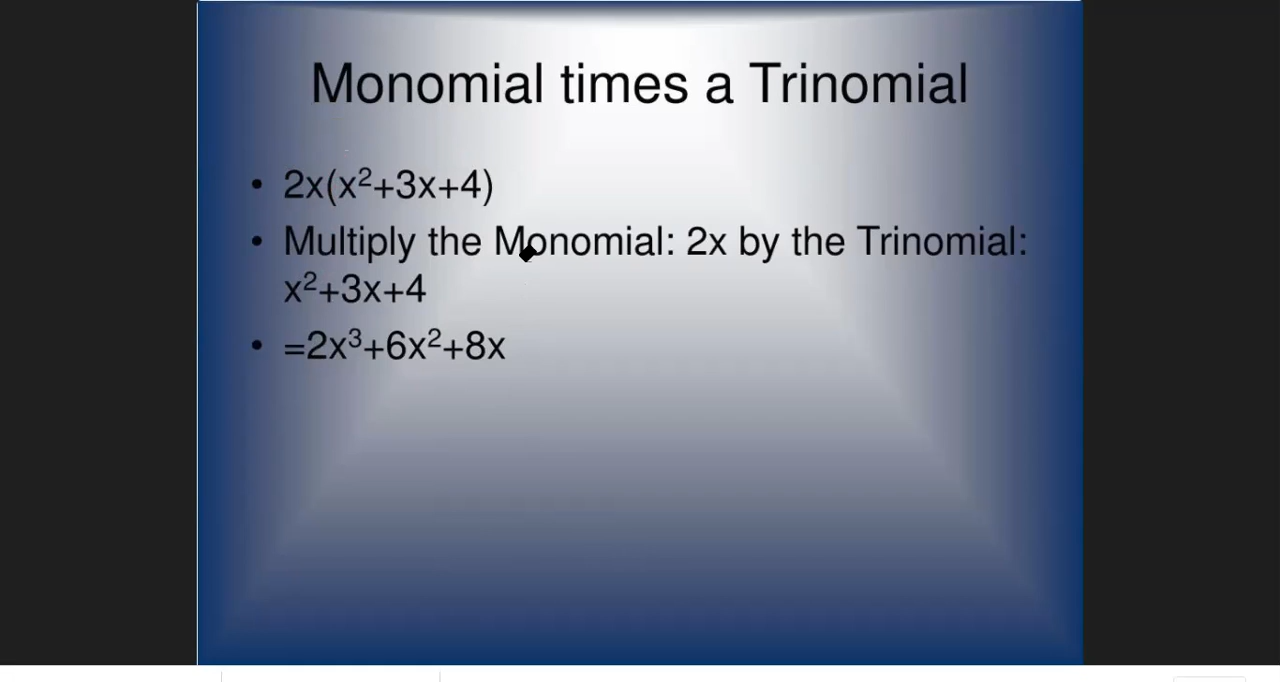 Monomial times a Trinomial
• 2x(x²+3x+4)
• Multiply the Monomial: 2x by the Trinomial:
x²+3x+4
• =2x³+6x²+8x